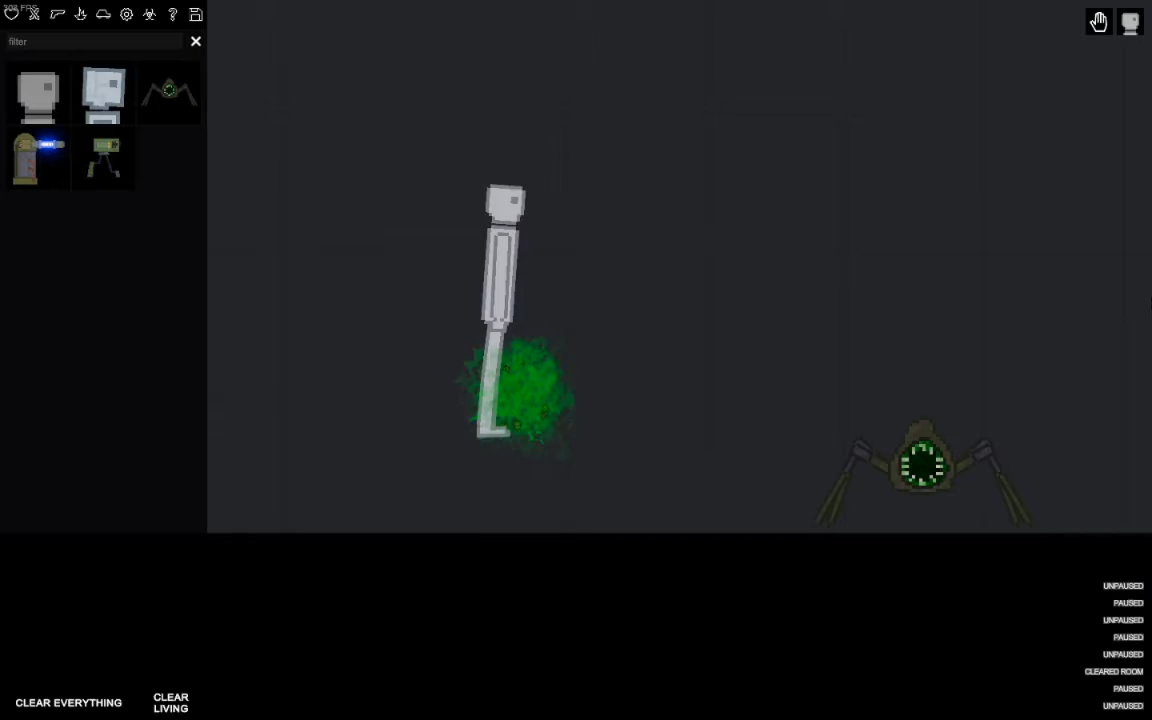 filter
UNPAUSED
PAUSED
UNPAUSED
PAUSED
UNPAUSED
CLEARED ROOM
PAUSED
UNPAUSED
CLEAR EVERYTHING
CLEAR
LIVING